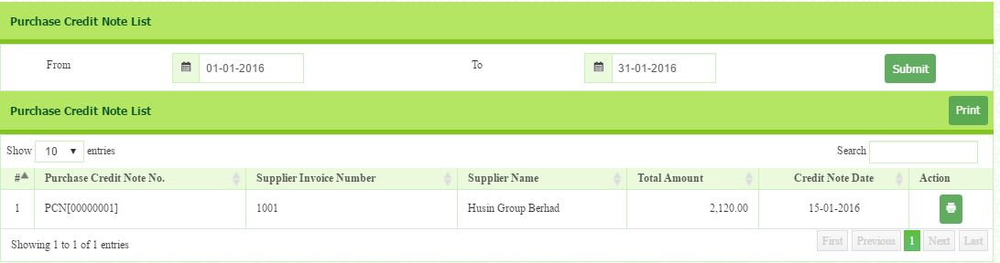 Purchase Credit Note List
From 01-01-2016 To 31-01-2016 Submit
Purchase Credit Note List Print
Show 10 entries Search
# Purchase Credit Note No. Supplier Invoice Number Supplier Name Total Amount Credit Note Date Action
1 PCN[00000001] 1001 Husin Group Berhad 2,120.00 15-01-2016
Showing 1 to 1 of 1 entries First Previous 1 Next Last